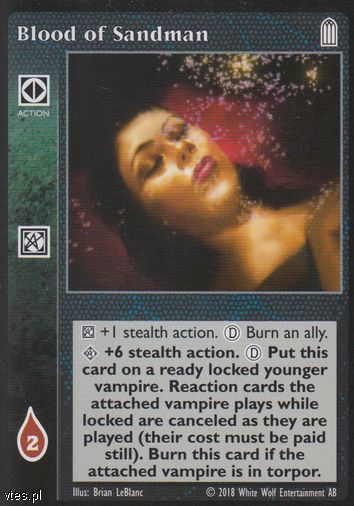 Blood of Sandman
ACTION
+1 stealth action. Ⓓ Burn an ally.
+6 stealth action. Ⓓ Put this
card on a ready locked younger
vampire. Reaction cards the
attached vampire plays while
locked are canceled as they are
played (their cost must be paid
still). Burn this card if the
attached vampire is in torpor.
2
vtes.pl
Illus: Brian LeBlanc © 2018 White Wolf Entertainment AB